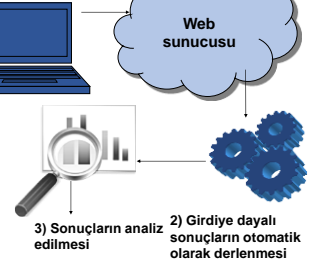 Web
sunucusu
2) Girdiye dayalı
sonuçların otomatik
olarak derlenmesi
3) Sonuçların analiz
edilmesi